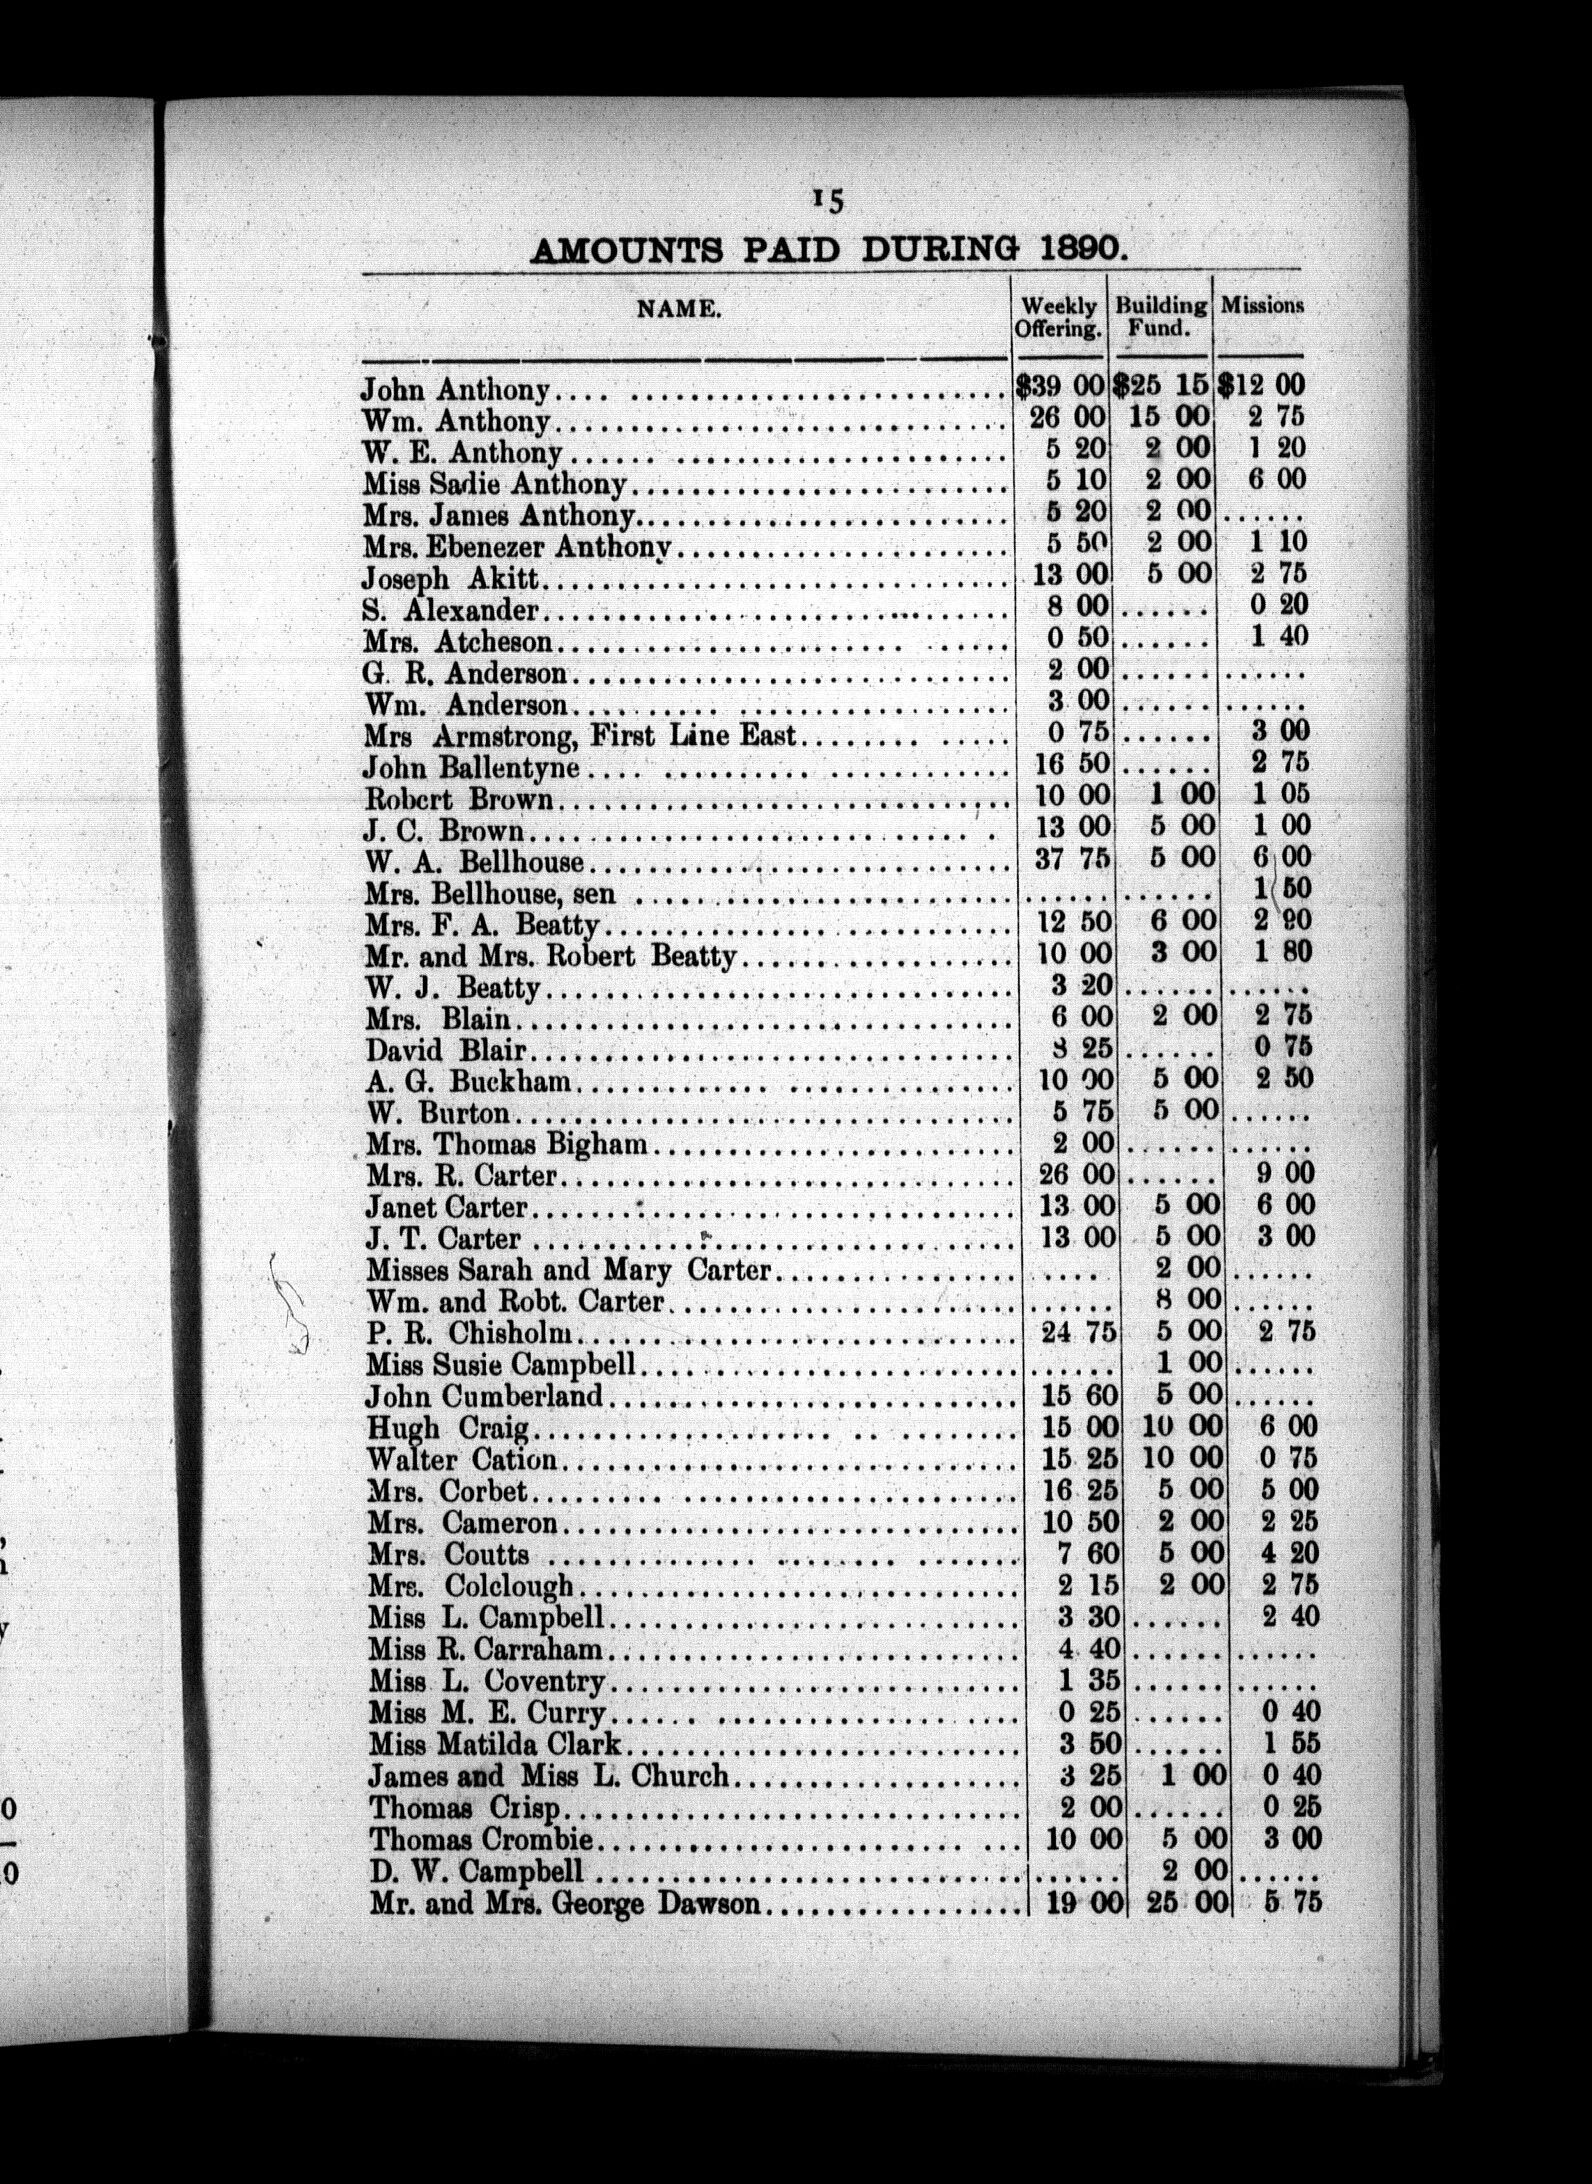 15
AMOUNTS PAID DURING 1890.
NAME. Weekly Offering. Building Fund. Missions
John Anthony.... ......................... $39 00 $25 15 $12 00
Wm. Anthony.............................. 26 00 15 00 2 75
W. E. Anthony...... ...................... 5 20 2 00 1 20
Miss Sadie Anthony......................... 5 10 2 00 6 00
Mrs. James Anthony......................... 5 20 2 00 ......
Mrs. Ebenezer Anthony...................... 5 50 2 00 1 10
Joseph Akitt............................... 13 00 5 00 2 75
S. Alexander............................... 8 00 ...... 0 20
Mrs. Atcheson....................... ...... 0 50 ...... 1 40
G. R. Anderson............................. 2 00 ...... ......
Wm. Anderson.......... .................. 3 00 ...... ......
Mrs Armstrong, First Line East........ ..... 0 75 ...... 3 00
John Ballentyne.... ....................... 16 50 ...... 2 75
Robert Brown.............................. 10 00 1 00 1 05
J. C. Brown............................. . 13 00 5 00 1 00
W. A. Bellhouse............................ 37 75 5 00 6 00
Mrs. Bellhouse, sen ......................... ...... ...... 1 50
Mrs. F. A. Beatty........................... 12 50 6 00 2 90
Mr. and Mrs. Robert Beatty.................. 10 00 3 00 1 80
W. J. Beatty............................... 3 20 ...... ......
Mrs. Blain................................. 6 00 2 00 2 75
David Blair................................ 8 25 ...... 0 75
A. G. Buckham............. ............... 10 00 5 00 2 50
W. Burton................................. 5 75 5 00 ......
Mrs. Thomas Bigham........................ 2 00 ...... ......
Mrs. R. Carter.............................. 26 00 ...... 9 00
Janet Carter................................ 13 00 5 00 6 00
J. T. Carter ................................ 13 00 5 00 3 00
Misses Sarah and Mary Carter................ .... 2 00 ......
Wm. and Robt. Carter....................... ...... 8 00 ......
P. R. Chisholm............................. 24 75 5 00 2 75
Miss Susie Campbell......................... ...... 1 00 ......
John Cumberland........................... 15 60 5 00 ......
Hugh Craig.................... .. ......... 15 00 10 00 6 00
Walter Cation.............................. 15 25 10 00 0 75
Mrs. Corbet.......... ..................... 16 25 5 00 5 00
Mrs. Cameron.............................. 10 50 2 00 2 25
Mrs. Coutts .............. ........ ....... 7 60 5 00 4 20
Mrs. Colclough............................. 2 15 2 00 2 75
Miss L. Campbell........................... 3 30 ...... 2 40
Miss R. Carraham........................... 4 40 ...... ......
Miss L. Coventry........................... 1 35 ...... ......
Miss M. E. Curry...... .................... 0 25 ...... 0 40
Miss Matilda Clark.......................... 3 50 ...... 1 55
James and Miss L. Church................... 3 25 1 00 0 40
Thomas Crisp.............................. 2 00 ...... 0 25
Thomas Crombie........................ ... 10 00 5 00 3 00
D. W. Campbell ............................ ...... 2 00 ......
Mr. and Mrs. George Dawson................. 19 00 25 00 5 75